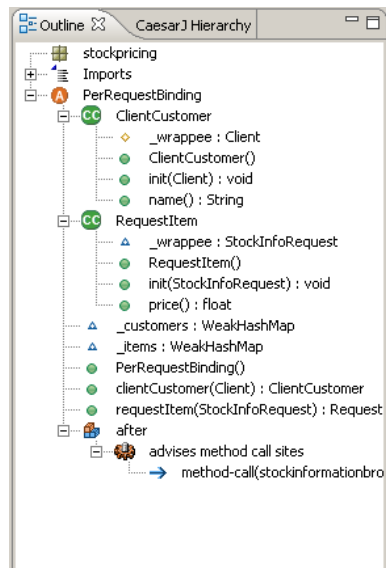 Outline CaesarJ Hierarchy
stockpricing
Imports
A PerRequestBinding
CC ClientCustomer
_wrappee : Client
ClientCustomer()
init(Client) : void
name() : String
CC RequestItem
_wrappee : StockInfoRequest
RequestItem()
init(StockInfoRequest) : void
price() : float
_customers : WeakHashMap
_items : WeakHashMap
PerRequestBinding()
clientCustomer(Client) : ClientCustomer
requestItem(StockInfoRequest) : Request
after
advises method call sites
method-call(stockinformationbro